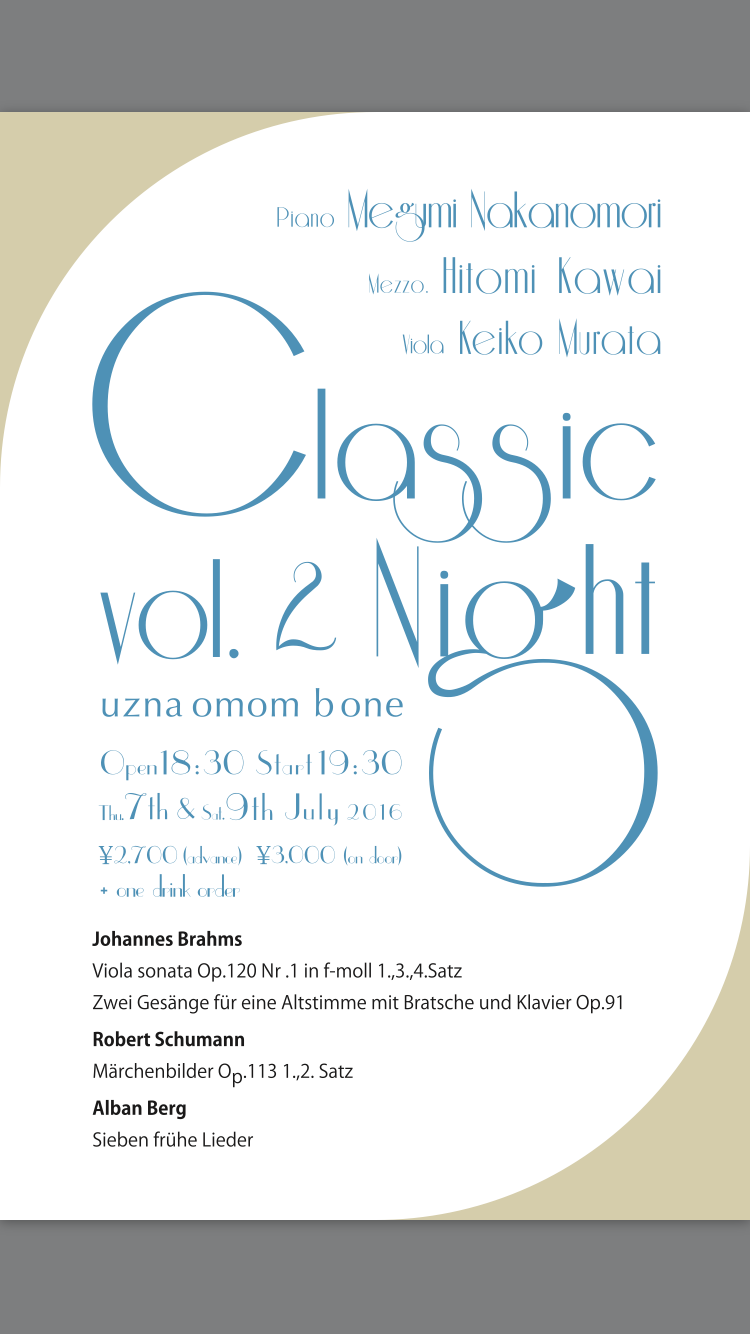 Piano Megumi Nakanomori
Mezzo. Hitomi Kawai
Viola Keiko Murata
Classic
vol. 2 Night
uzna omom bone
Open18:30 Start19:30
Thu.7th & Sat.9th July 2016
¥2.700 (advance) ¥3.000 (on door)
+ one drink order
Johannes Brahms
Viola sonata Op.120 Nr .1 in f-moll 1.,3.,4.Satz
Zwei Gesänge für eine Altstimme mit Bratsche und Klavier Op.91
Robert Schumann
Märchenbilder Op.113 1.,2. Satz
Alban Berg
Sieben frühe Lieder